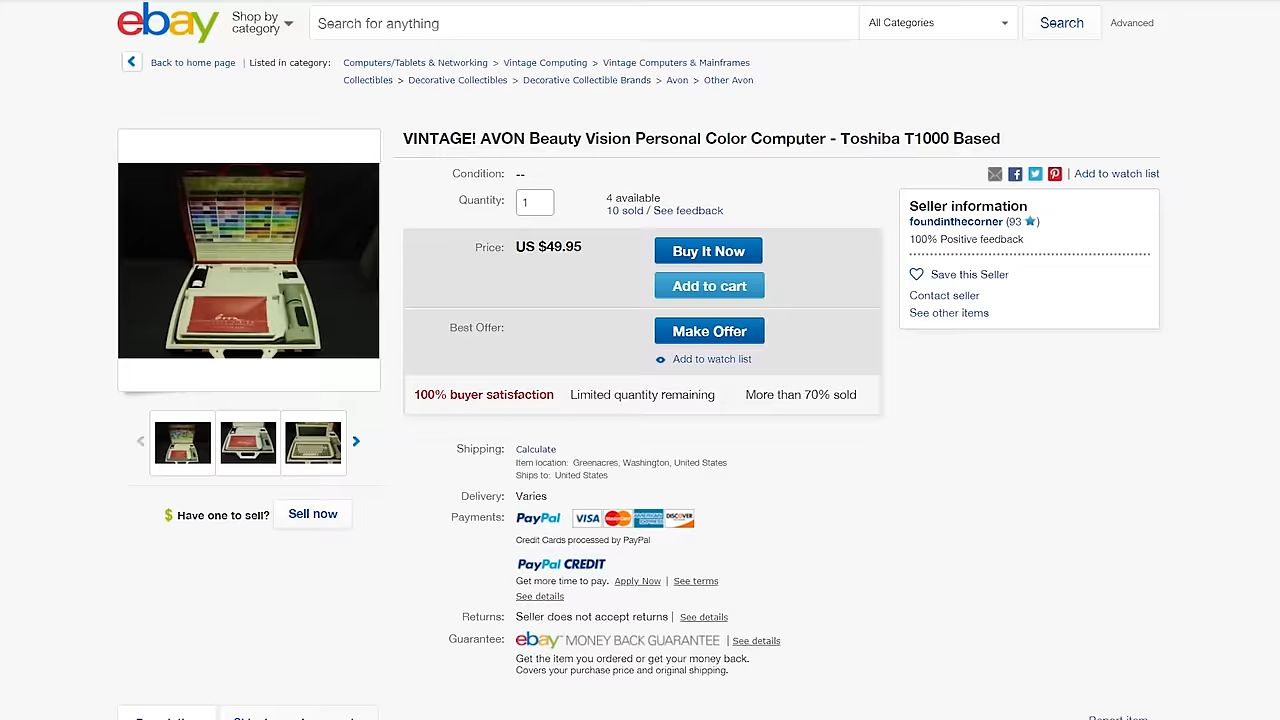 ebay
Shop by category
Search for anything
All Categories
Search
Advanced
Back to home page | Listed in category: Computers/Tablets & Networking > Vintage Computing > Vintage Computers & Mainframes
Collectibles > Decorative Collectibles > Decorative Collectible Brands > Avon > Other Avon
VINTAGE! AVON Beauty Vision Personal Color Computer - Toshiba T1000 Based
Condition: --
| Add to watch list
Quantity: 1
4 available
10 sold / See feedback
Price: US $49.95
Buy It Now
Add to cart
Best Offer:
Make Offer
Add to watch list
100% buyer satisfaction Limited quantity remaining More than 70% sold
Seller information
foundinthecorner (93 )
100% Positive feedback
Save this Seller
Contact seller
See other items
$ Have one to sell? Sell now
Shipping: Calculate
Item location: Greenacres, Washington, United States
Ships to: United States
Delivery: Varies
Payments: PayPal VISA MasterCard DISCOVER
Credit Cards processed by PayPal
PayPal CREDIT
Get more time to pay. Apply Now | See terms
See details
Returns: Seller does not accept returns | See details
Guarantee: ebay MONEY BACK GUARANTEE | See details
Get the item you ordered or get your money back.
Covers your purchase price and original shipping.